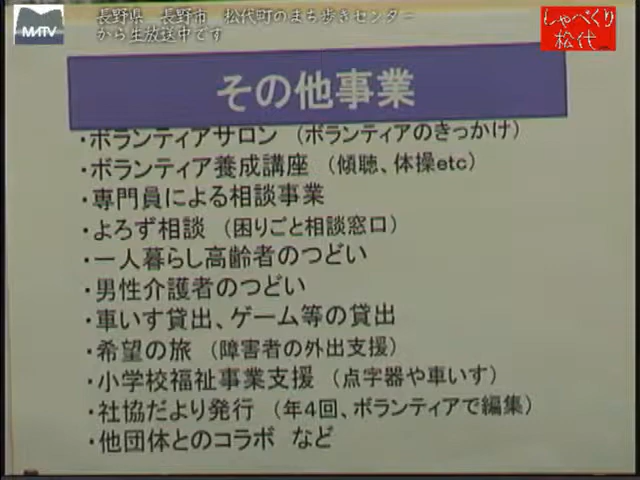 MATV
長野県　長野市　松代町のまち歩きセンター
から生放送中です
しゃべくり
松代
その他事業
・ボランティアサロン（ボランティアのきっかけ）
・ボランティア養成講座（傾聴、体操etc）
・専門員による相談事業
・よろず相談（困りごと相談窓口）
・一人暮らし高齢者のつどい
・男性介護者のつどい
・車いす貸出、ゲーム等の貸出
・希望の旅（障害者の外出支援）
・小学校福祉事業支援（点字器や車いす）
・社協だより発行（年4回、ボランティアで編集）
・他団体とのコラボ　など